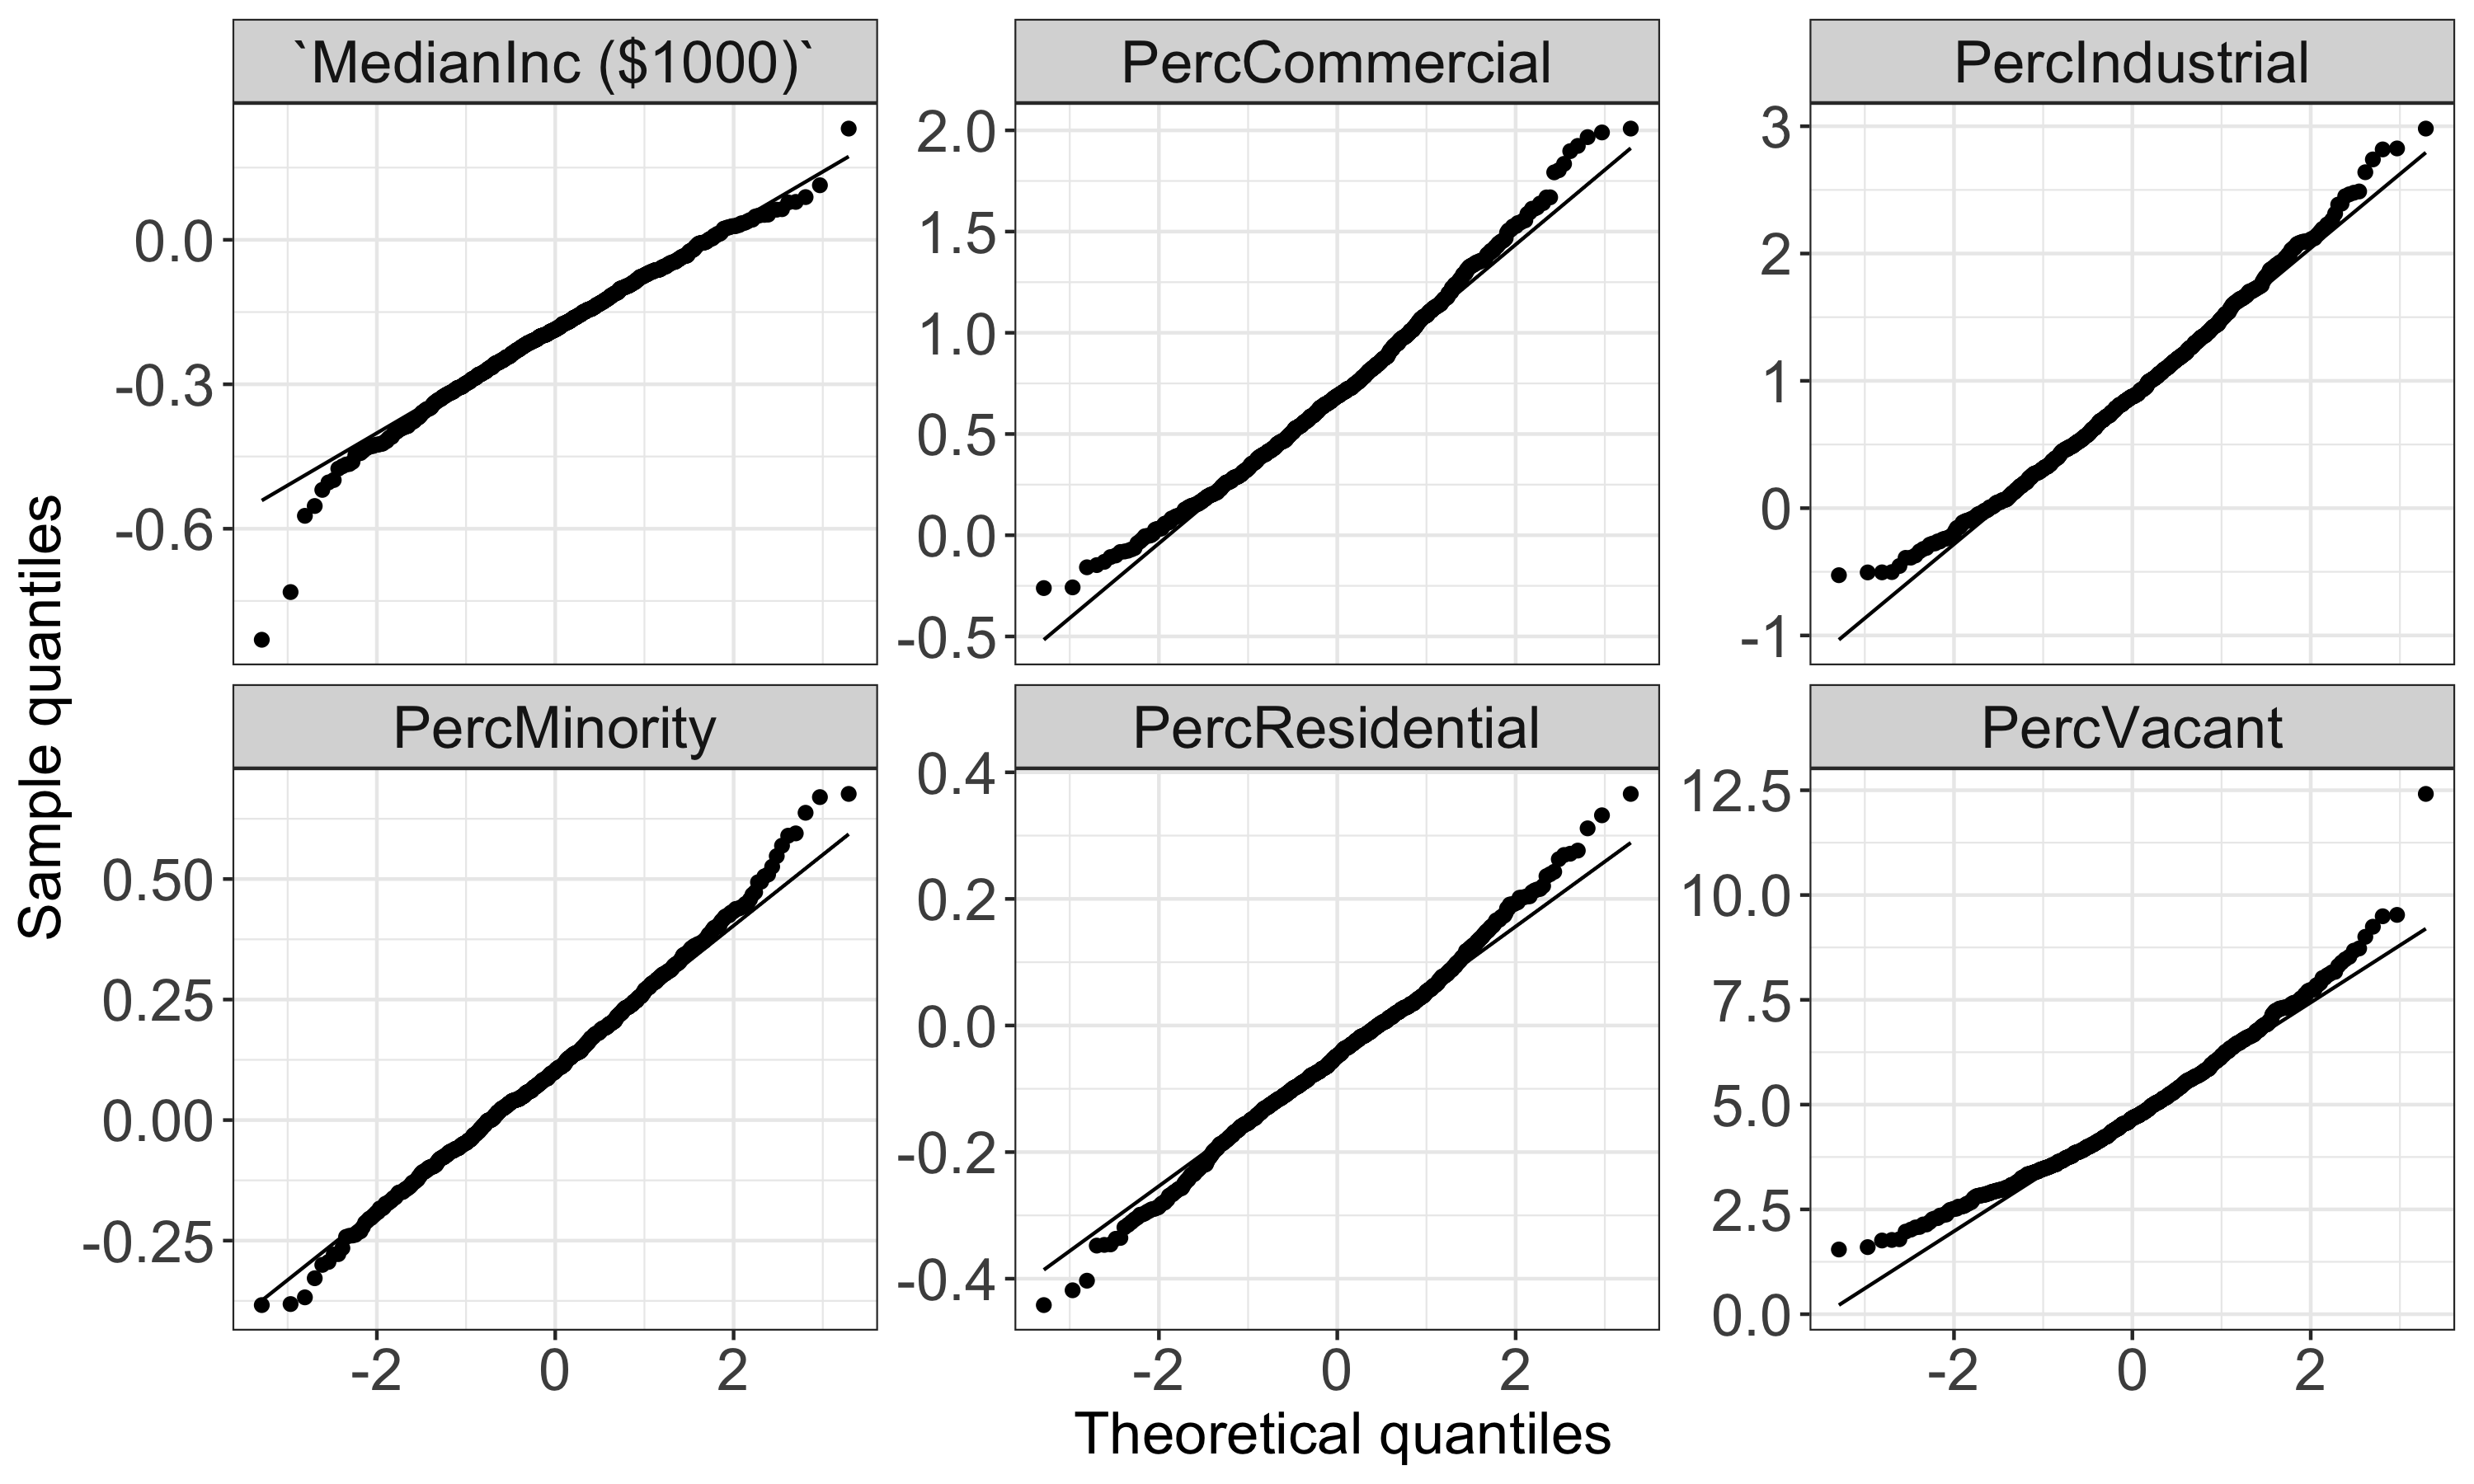 `MedianInc ($1000)`
PercCommercial
PercIndustrial
0.0
-0.3
-0.6
2.0
1.5
1.0
0.5
0.0
-0.5
3
2
1
0
-1
Sample quantiles
PercMinority
PercResidential
PercVacant
0.50
0.25
0.00
-0.25
0.4
0.2
0.0
-0.2
-0.4
12.5
10.0
7.5
5.0
2.5
0.0
-2 0 2
-2 0 2
-2 0 2
Theoretical quantiles